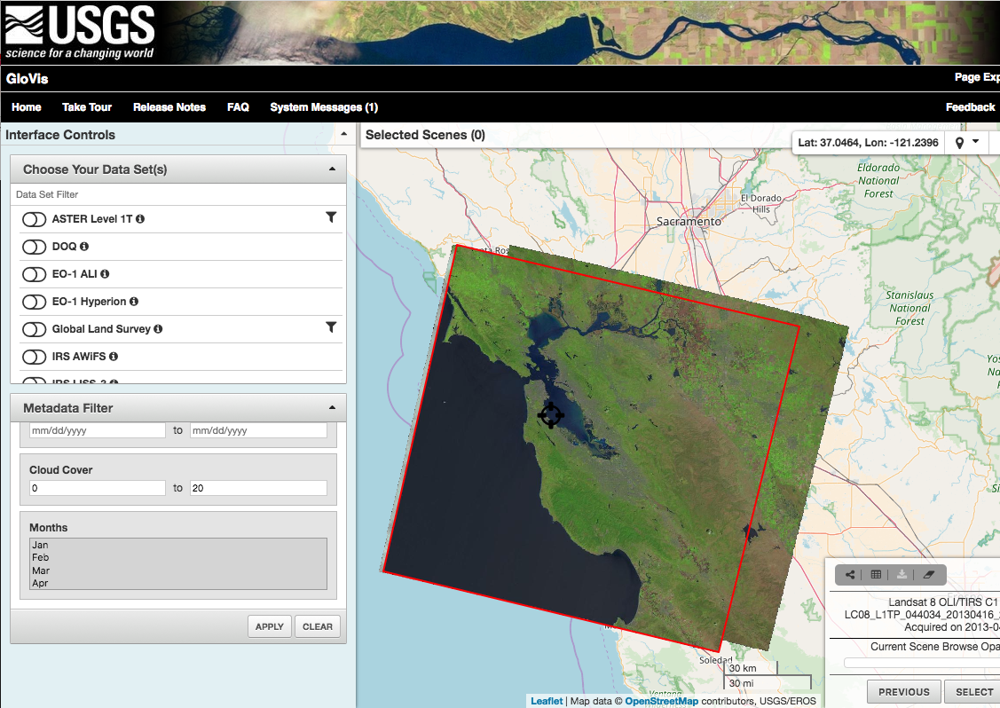 USGS
science for a changing world
GloVis
Page Exp
Home Take Tour Release Notes FAQ System Messages (1)
Feedback
Interface Controls
Choose Your Data Set(s)
Data Set Filter
ASTER Level 1T
DOQ
EO-1 ALI
EO-1 Hyperion
Global Land Survey
IRS AWiFS
IRS LISS-3
Metadata Filter
mm/dd/yyyy to mm/dd/yyyy
Cloud Cover
0 to 20
Months
Jan
Feb
Mar
Apr
APPLY CLEAR
Selected Scenes (0)
Lat: 37.0464, Lon: -121.2396
Eldorado
National
Forest
El Dorado
Hills
Sacramento
Stanislaus
National
Forest
Yos
Na
Soledad
30 km
30 mi
Ventana
Landsat 8 OLI/TIRS C1
LC08_L1TP_044034_20130416_
Acquired on 2013-0
Current Scene Browse Opa
PREVIOUS SELECT
Leaflet | Map data © OpenStreetMap contributors, USGS/EROS